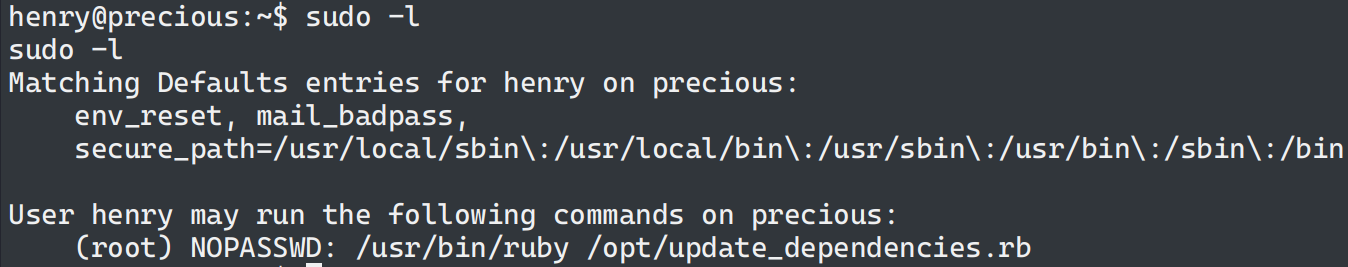 henry@precious:~$ sudo -l
sudo -l
Matching Defaults entries for henry on precious:
    env_reset, mail_badpass,
    secure_path=/usr/local/sbin\:/usr/local/bin\:/usr/sbin\:/usr/bin\:/sbin\:/bin

User henry may run the following commands on precious:
    (root) NOPASSWD: /usr/bin/ruby /opt/update_dependencies.rb